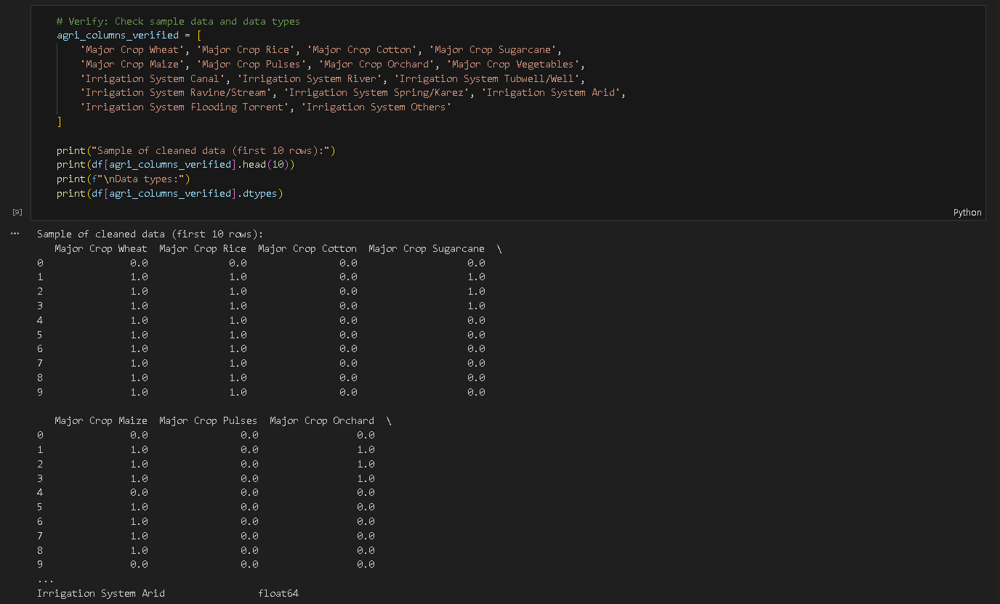 # Verify: Check sample data and data types
agri_columns_verified = [
    'Major Crop Wheat', 'Major Crop Rice', 'Major Crop Cotton', 'Major Crop Sugarcane',
    'Major Crop Maize', 'Major Crop Pulses', 'Major Crop Orchard', 'Major Crop Vegetables',
    'Irrigation System Canal', 'Irrigation System River', 'Irrigation System Tubwell/Well',
    'Irrigation System Ravine/Stream', 'Irrigation System Spring/Karez', 'Irrigation System Arid',
    'Irrigation System Flooding Torrent', 'Irrigation System Others'
]
print("Sample of cleaned data (first 10 rows):")
print(df[agri_columns_verified].head(10))
print(f"\nData types:")
print(df[agri_columns_verified].dtypes)
[9]
Python
...
Sample of cleaned data (first 10 rows):
   Major Crop Wheat  Major Crop Rice  Major Crop Cotton  Major Crop Sugarcane  \
0               0.0              0.0                0.0                   0.0
1               1.0              1.0                0.0                   1.0
2               1.0              1.0                0.0                   1.0
3               1.0              1.0                0.0                   1.0
4               1.0              1.0                0.0                   0.0
5               1.0              1.0                0.0                   0.0
6               1.0              1.0                0.0                   0.0
7               1.0              1.0                0.0                   0.0
8               1.0              1.0                0.0                   0.0
9               1.0              1.0                0.0                   0.0
   Major Crop Maize  Major Crop Pulses  Major Crop Orchard  \
0               0.0                0.0                 0.0
1               1.0                0.0                 1.0
2               1.0                0.0                 1.0
3               1.0                0.0                 1.0
4               0.0                0.0                 0.0
5               1.0                0.0                 0.0
6               1.0                0.0                 0.0
7               1.0                0.0                 0.0
8               1.0                0.0                 0.0
9               0.0                0.0                 0.0
...
Irrigation System Arid                float64